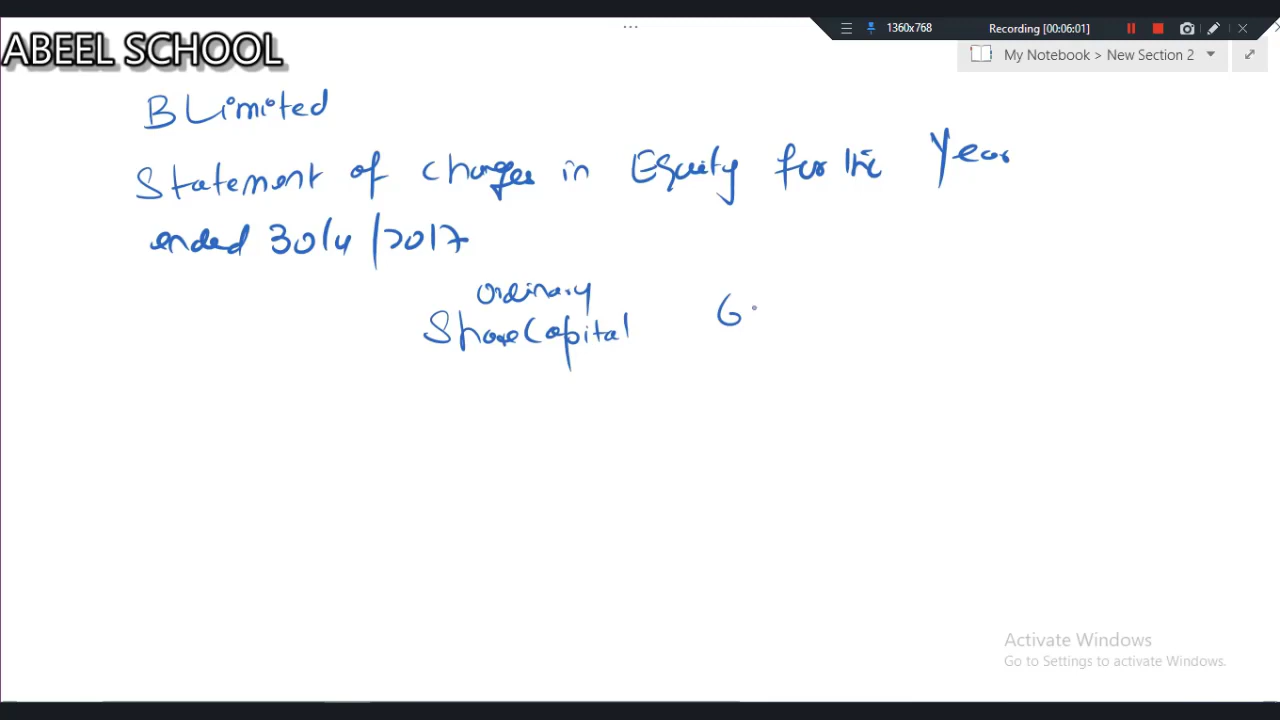 1360x768 Recording [00:06:01]
ABEEL SCHOOL
My Notebook > New Section 2
B Limited
Statement of changes in Equity for the Year
ended 30/4/2017
ordinary
Share Capital
G
Activate Windows
Go to Settings to activate Windows.